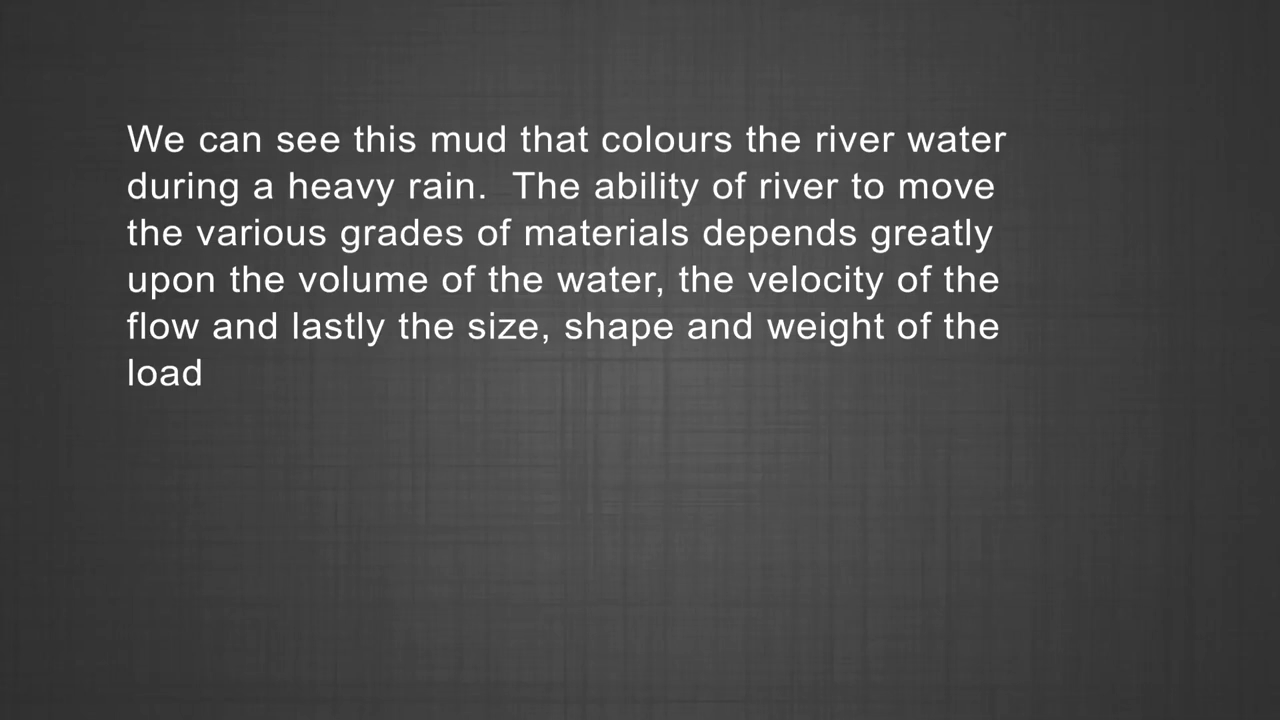 We can see this mud that colours the river water
during a heavy rain.  The ability of river to move
the various grades of materials depends greatly
upon the volume of the water, the velocity of the
flow and lastly the size, shape and weight of the
load